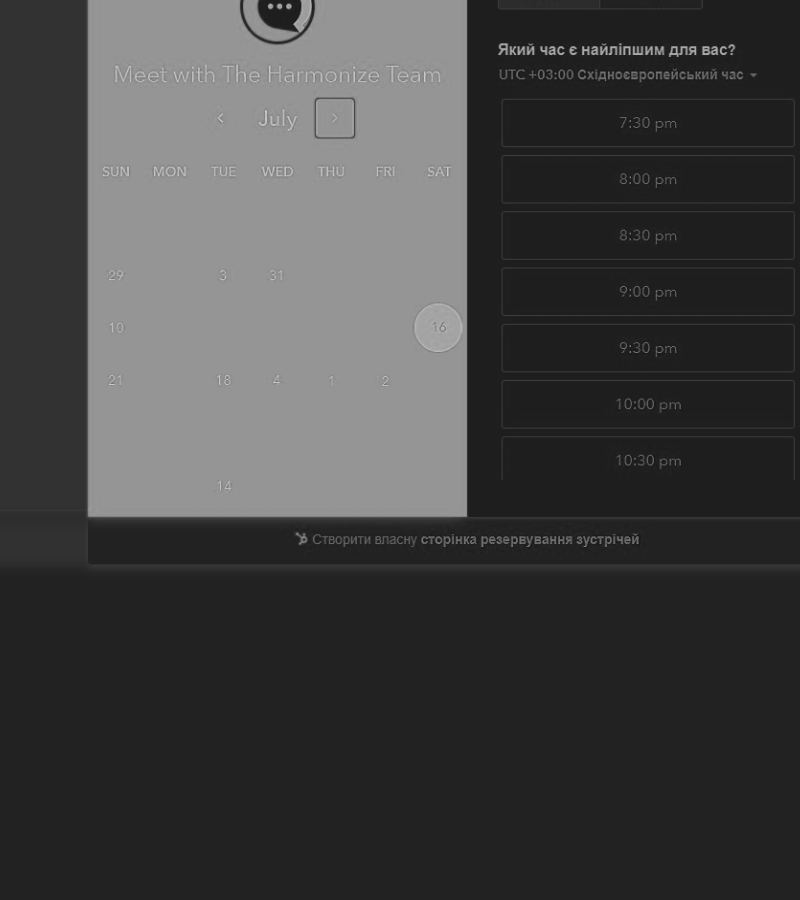 Meet with The Harmonize Team
July
SUN MON TUE WED THU FRI SAT
29 3 31
10 16
21 18 4 1 2
14
Який час є найліпшим для вас?
UTC +03:00 Східноєвропейський час
7:30 pm
8:00 pm
8:30 pm
9:00 pm
9:30 pm
10:00 pm
10:30 pm
Створити власну сторінка резервування зустрічей